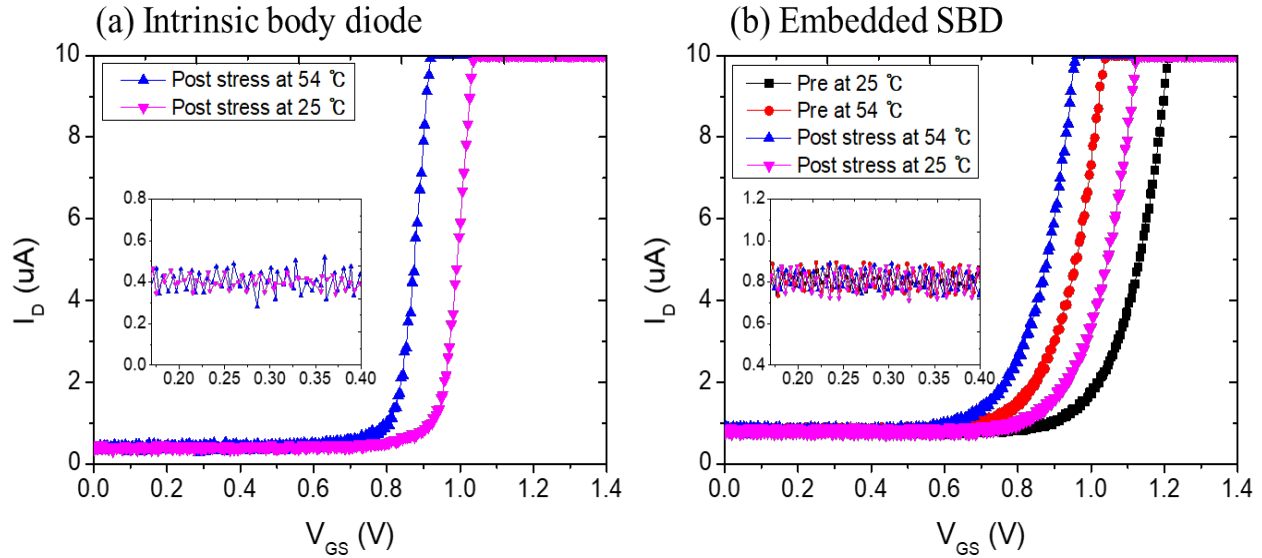 (a) Intrinsic body diode
10
8
6
4
2
0
I_D (uA)
Post stress at 54 ℃
Post stress at 25 ℃
0.8
0.6
0.4
0.2
0.0
0.20 0.25 0.30 0.35 0.40
0.0 0.2 0.4 0.6 0.8 1.0 1.2 1.4
V_GS (V)
(b) Embedded SBD
10
8
6
4
2
0
I_D (uA)
Pre at 25 ℃
Pre at 54 ℃
Post stress at 54 ℃
Post stress at 25 ℃
1.2
1.0
0.8
0.6
0.4
0.20 0.25 0.30 0.35 0.40
0.0 0.2 0.4 0.6 0.8 1.0 1.2 1.4
V_GS (V)